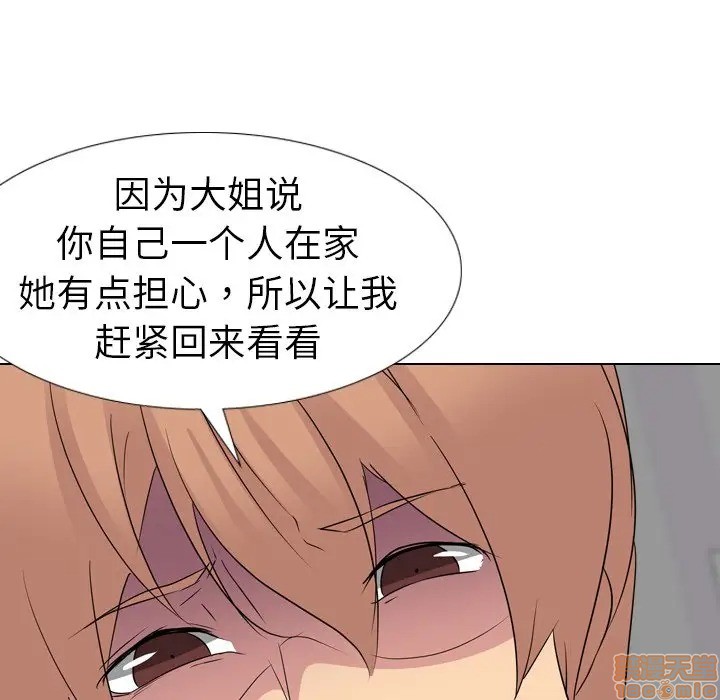 因为大姐说
你自己一个人在家
她有点担心，所以让我
赶紧回来看看